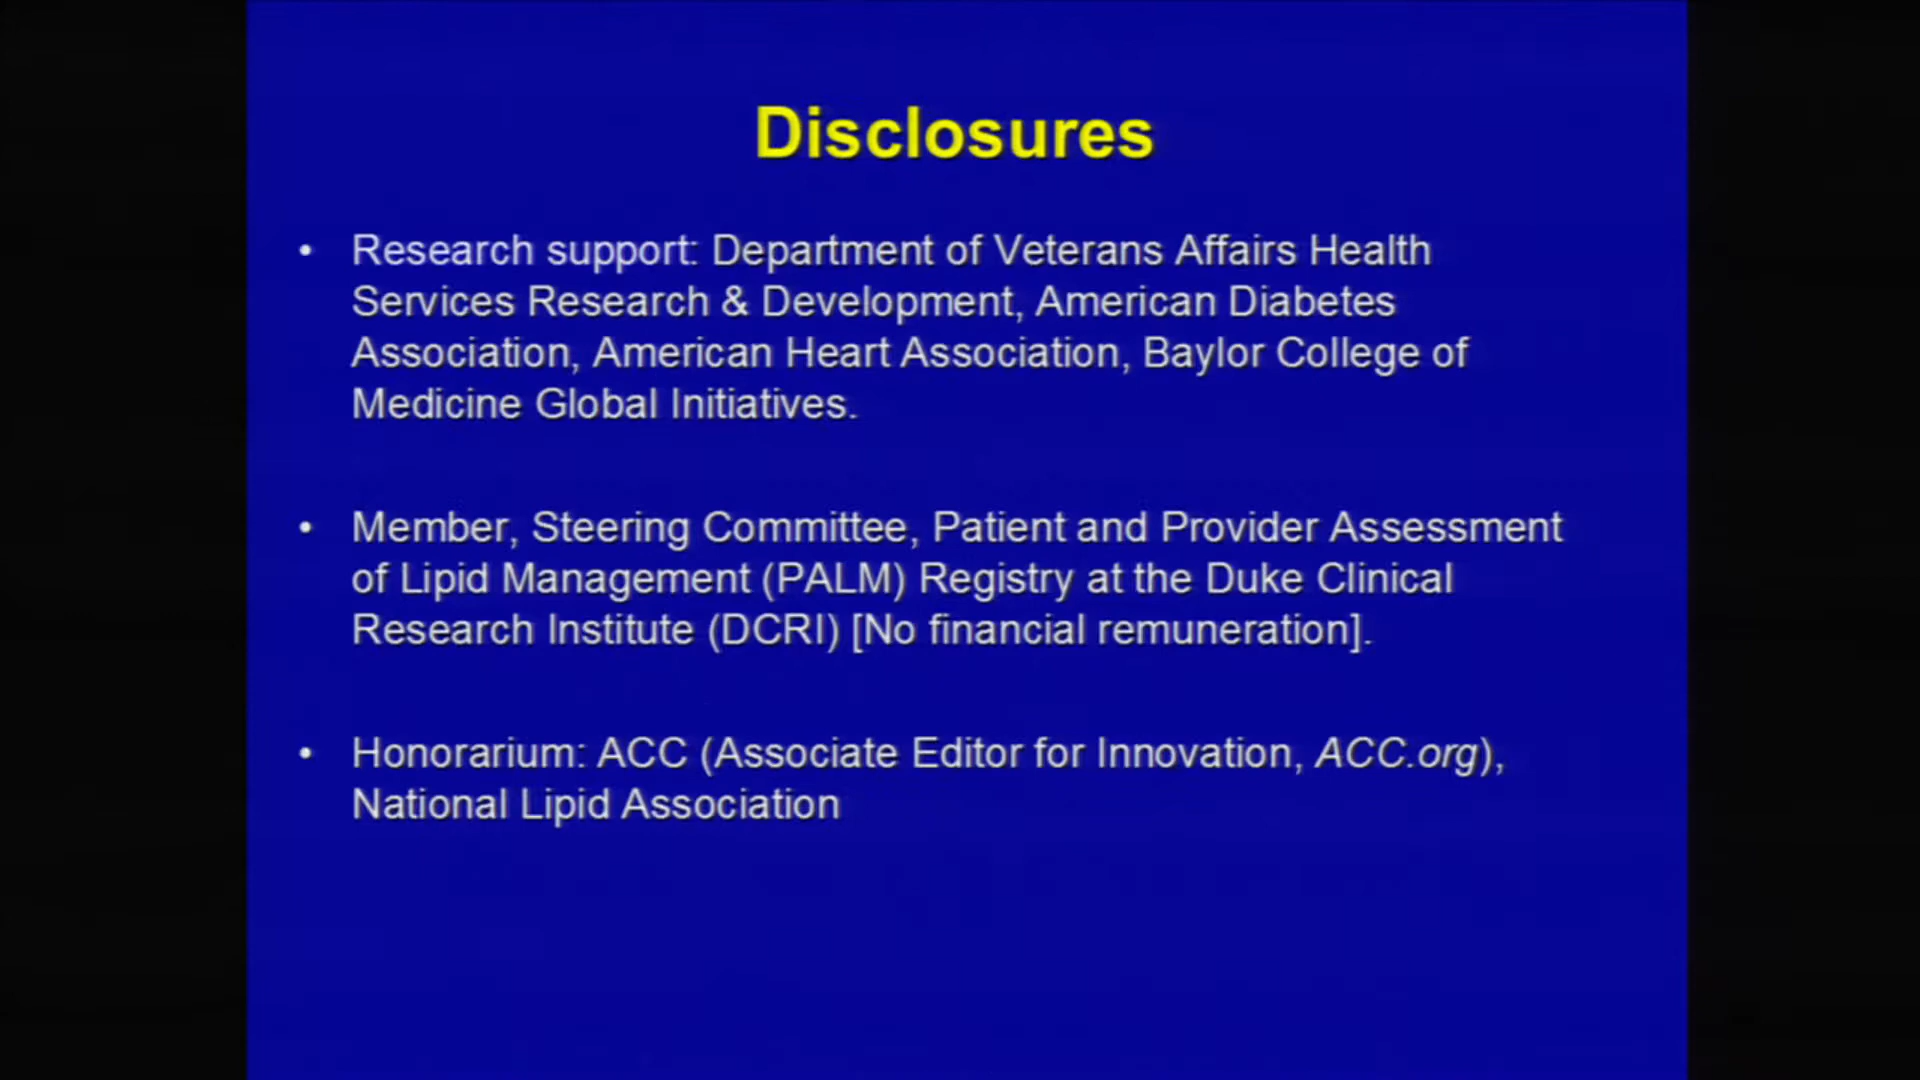 Disclosures
• Research support: Department of Veterans Affairs Health
Services Research & Development, American Diabetes
Association, American Heart Association, Baylor College of
Medicine Global Initiatives.
• Member, Steering Committee, Patient and Provider Assessment
of Lipid Management (PALM) Registry at the Duke Clinical
Research Institute (DCRI) [No financial remuneration].
• Honorarium: ACC (Associate Editor for Innovation, ACC.org),
National Lipid Association